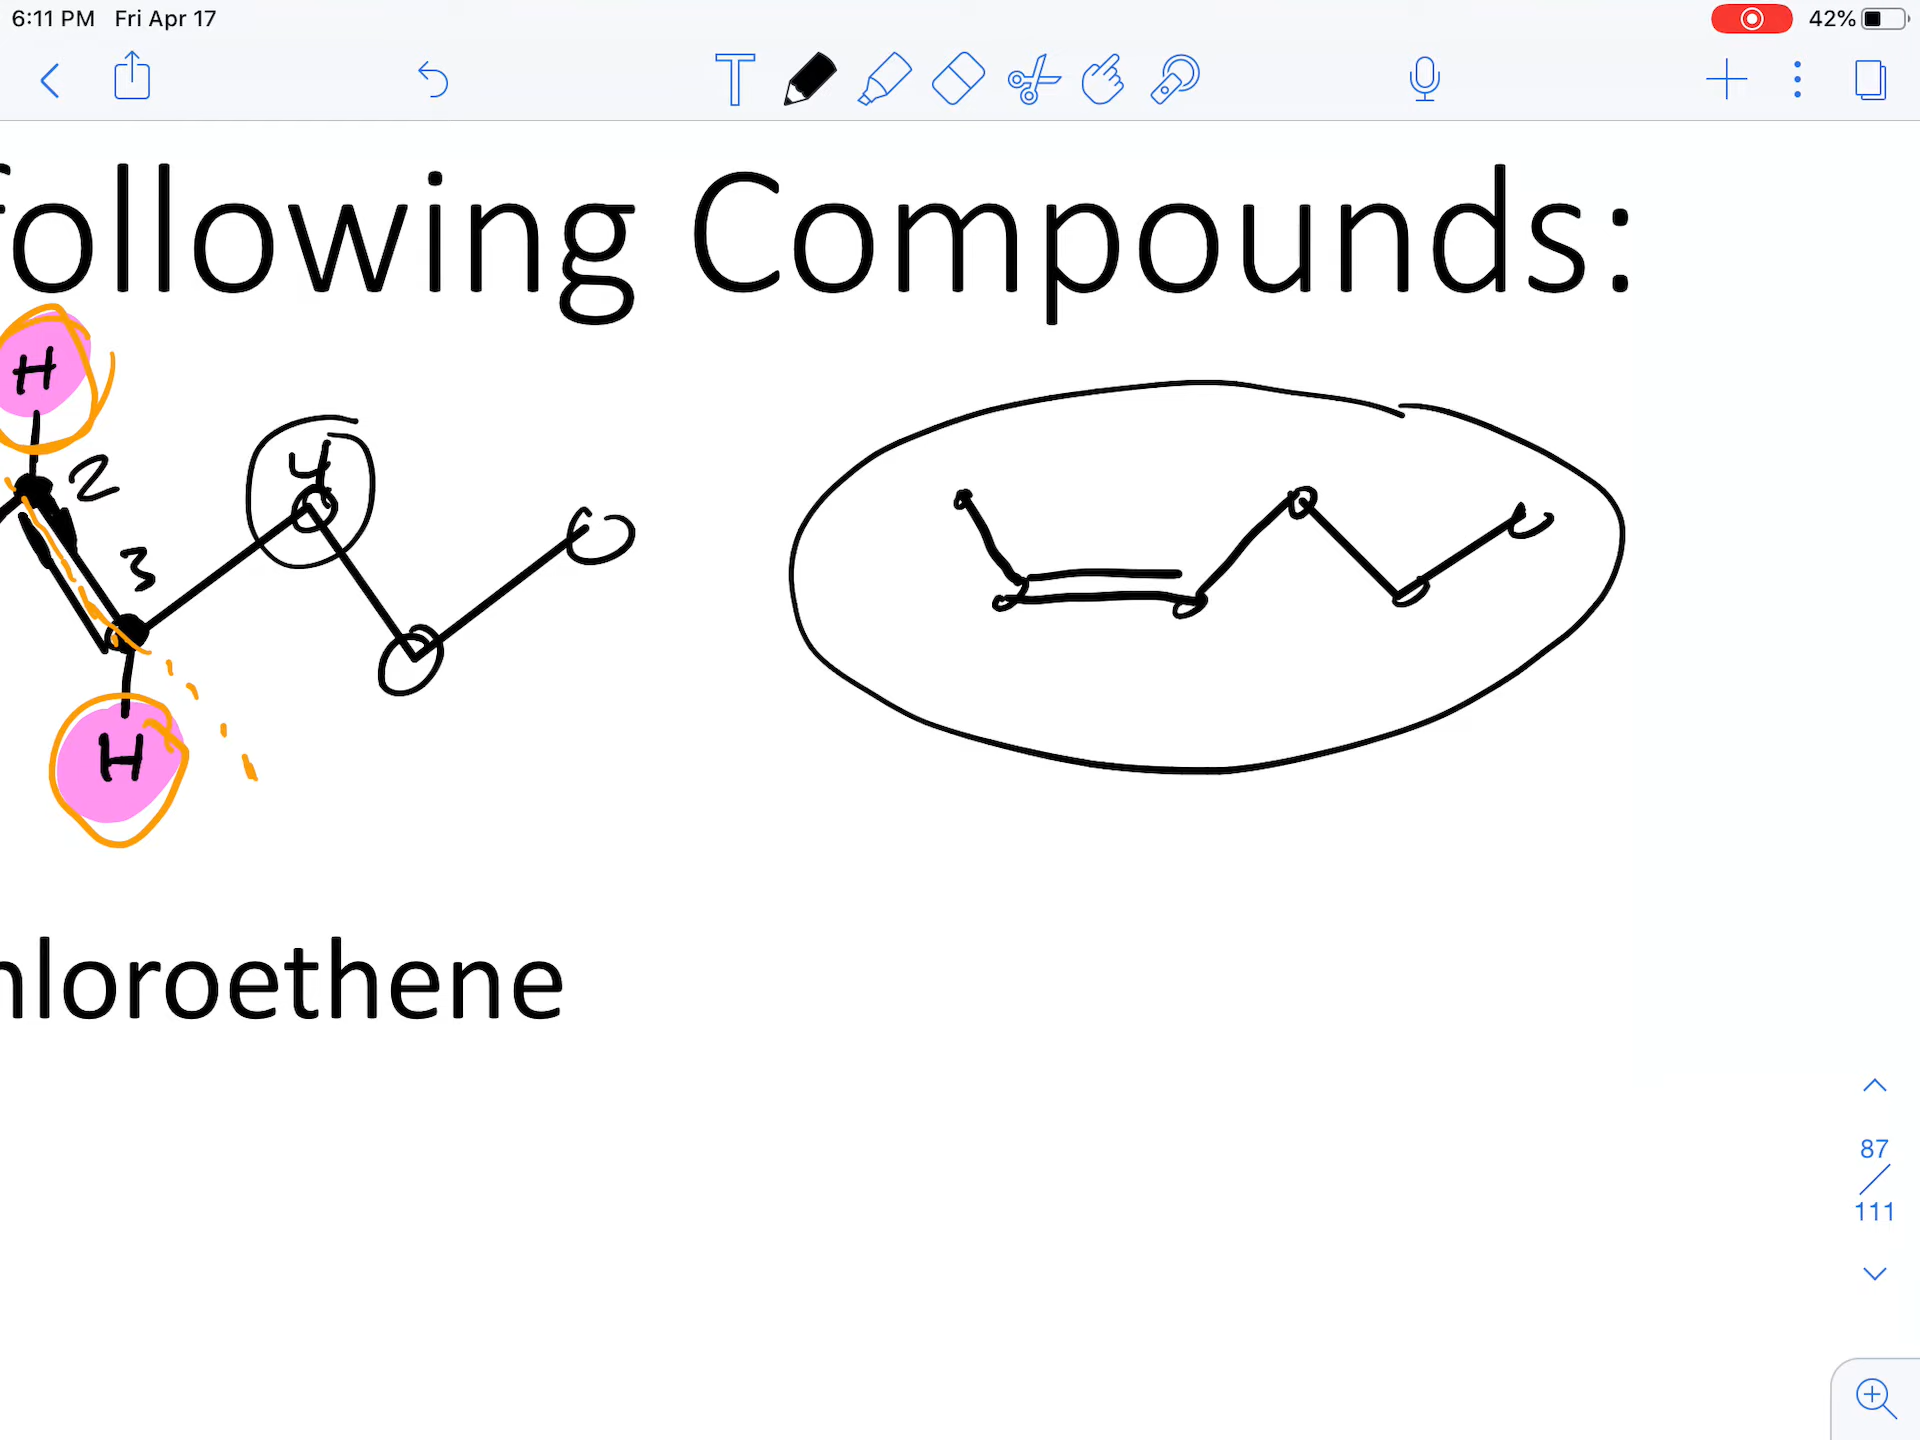 6:11 PM Fri Apr 17
42%
following Compounds:
H
2
4
3
H
hloroethene
87
111